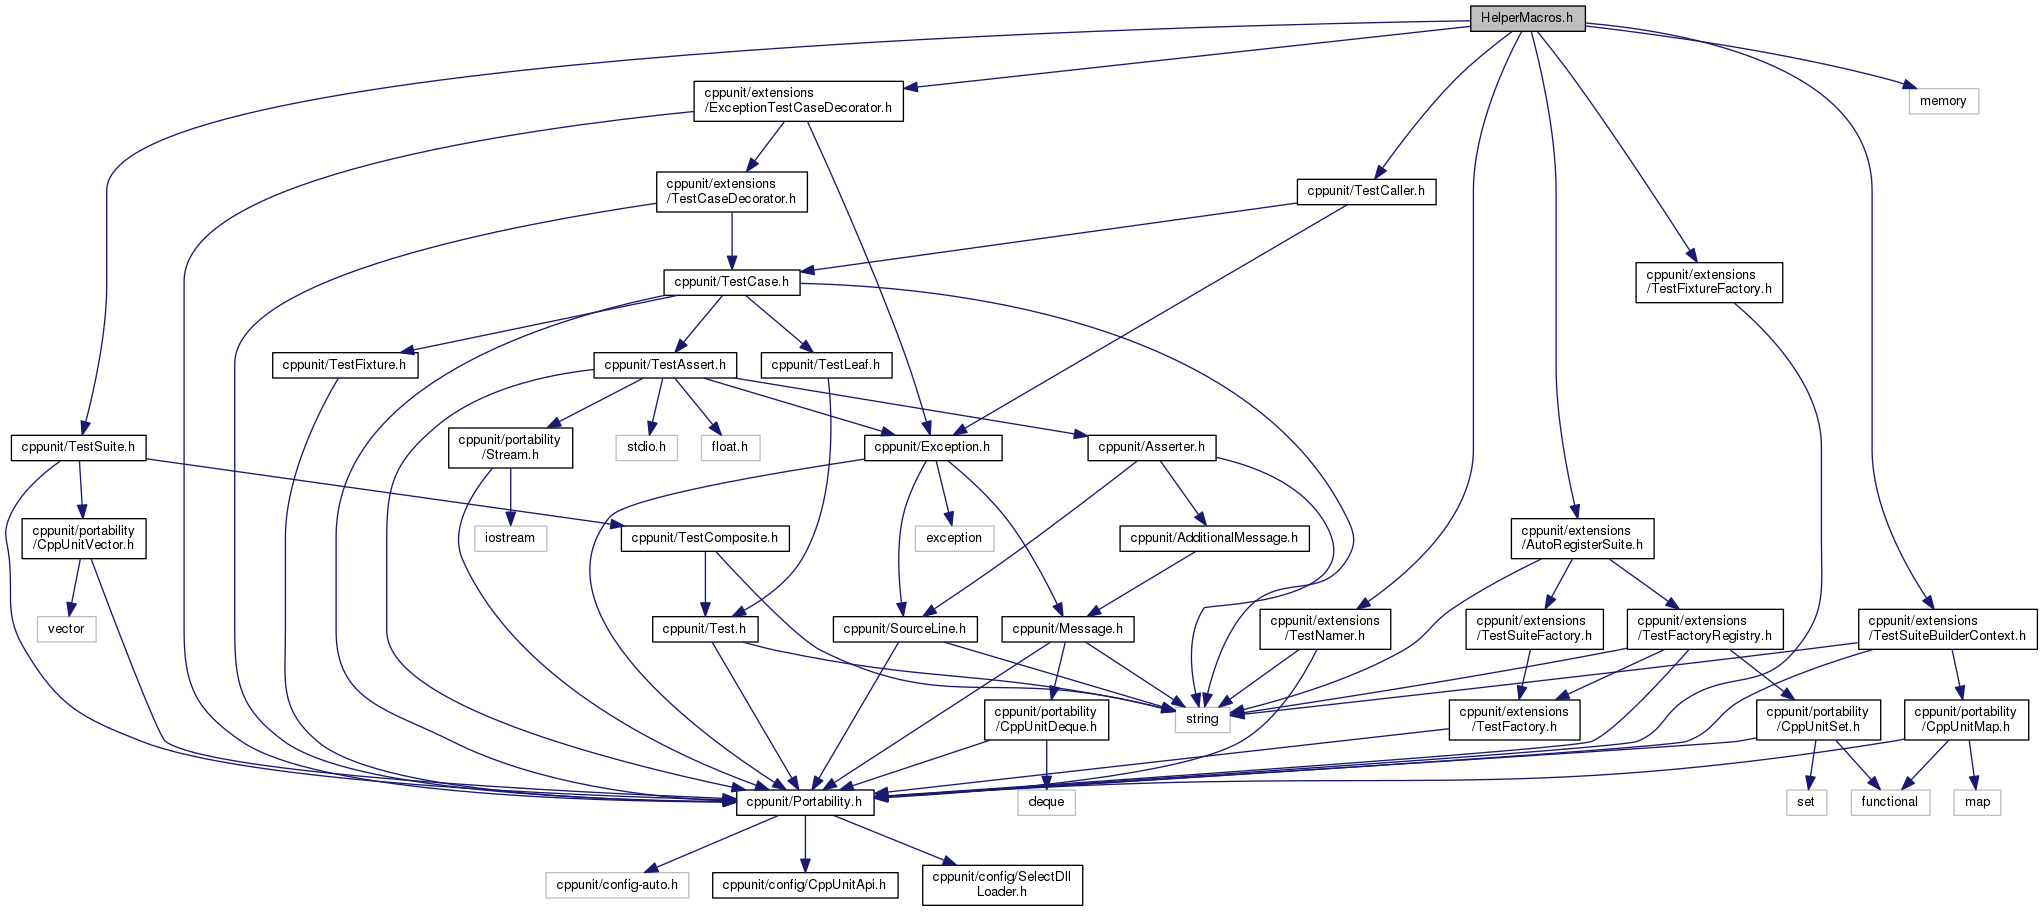 HelperMacros.h
cppunit/extensions
/ExceptionTestCaseDecorator.h
memory
cppunit/extensions
/TestCaseDecorator.h
cppunit/TestCaller.h
cppunit/TestCase.h
cppunit/extensions
/TestFixtureFactory.h
cppunit/TestFixture.h
cppunit/TestAssert.h
cppunit/TestLeaf.h
cppunit/TestSuite.h
cppunit/portability
/Stream.h
stdio.h
float.h
cppunit/Exception.h
cppunit/Asserter.h
cppunit/portability
/CppUnitVector.h
iostream
cppunit/TestComposite.h
exception
cppunit/AdditionalMessage.h
cppunit/extensions
/AutoRegisterSuite.h
vector
cppunit/Test.h
cppunit/SourceLine.h
cppunit/Message.h
cppunit/extensions
/TestNamer.h
cppunit/extensions
/TestSuiteFactory.h
cppunit/extensions
/TestFactoryRegistry.h
cppunit/extensions
/TestSuiteBuilderContext.h
cppunit/portability
/CppUnitDeque.h
string
cppunit/extensions
/TestFactory.h
cppunit/portability
/CppUnitSet.h
cppunit/portability
/CppUnitMap.h
cppunit/Portability.h
deque
set
functional
map
cppunit/config-auto.h
cppunit/config/CppUnitApi.h
cppunit/config/SelectDll
Loader.h